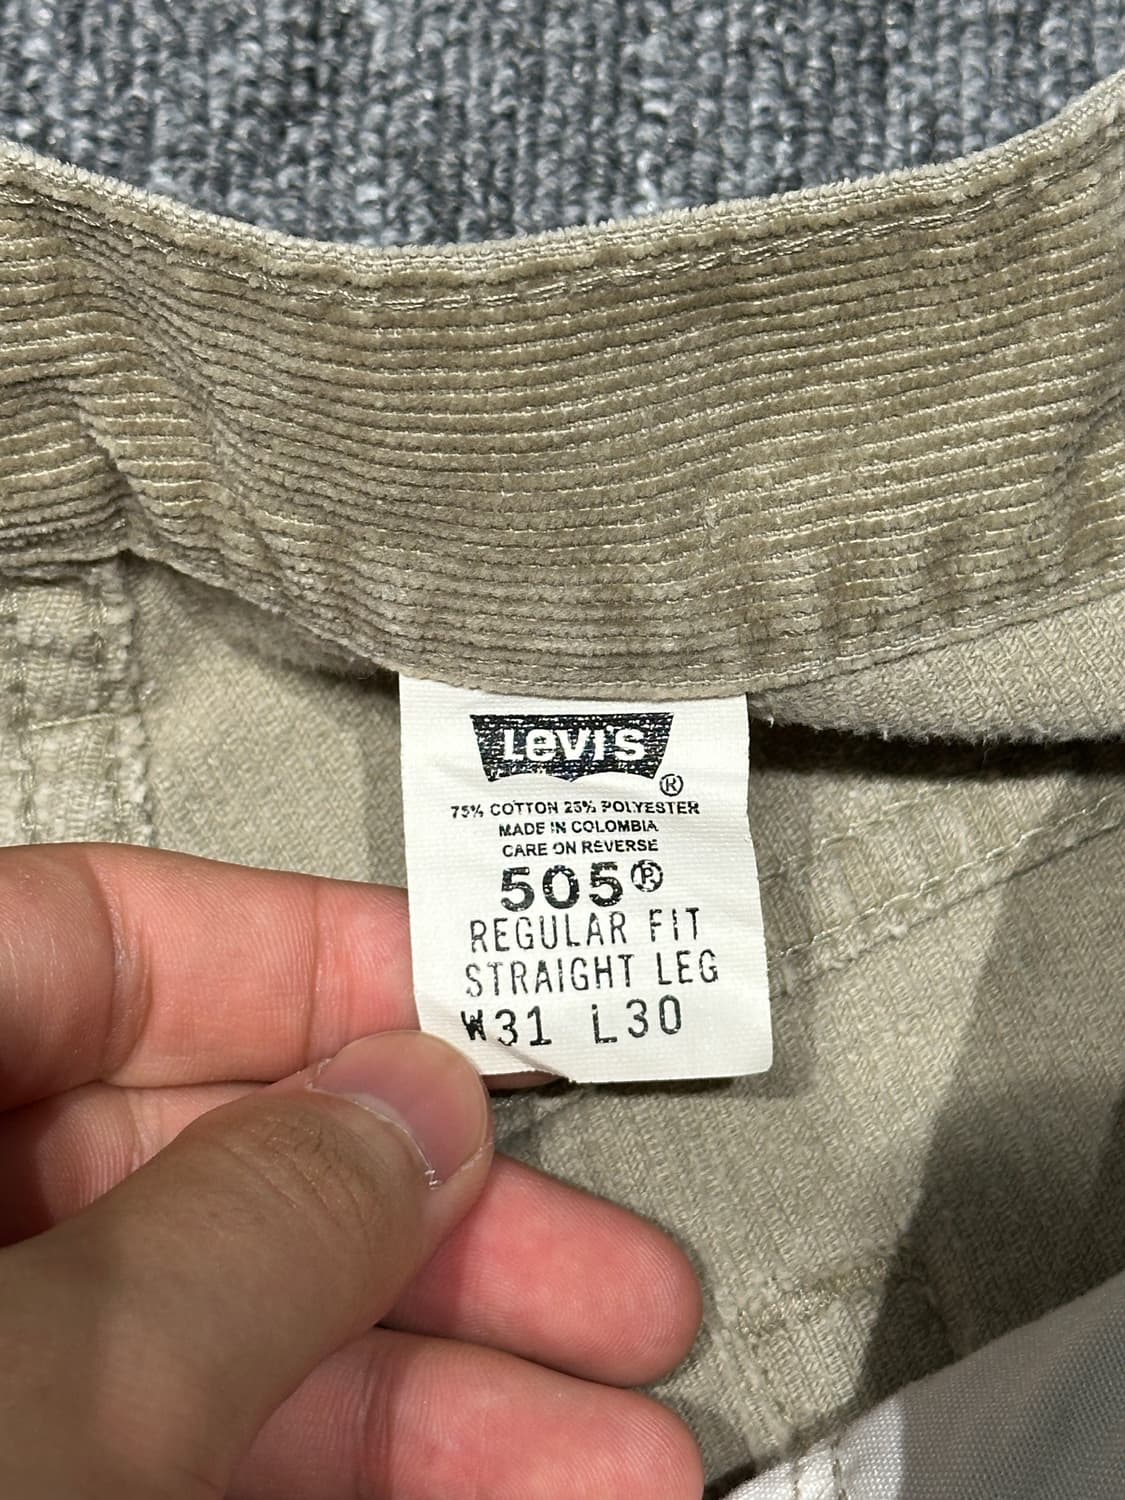 Levi's
®
75% COTTON 25% POLYESTER
MADE IN COLOMBIA
CARE ON REVERSE
505®
REGULAR FIT
STRAIGHT LEG
W31 L30